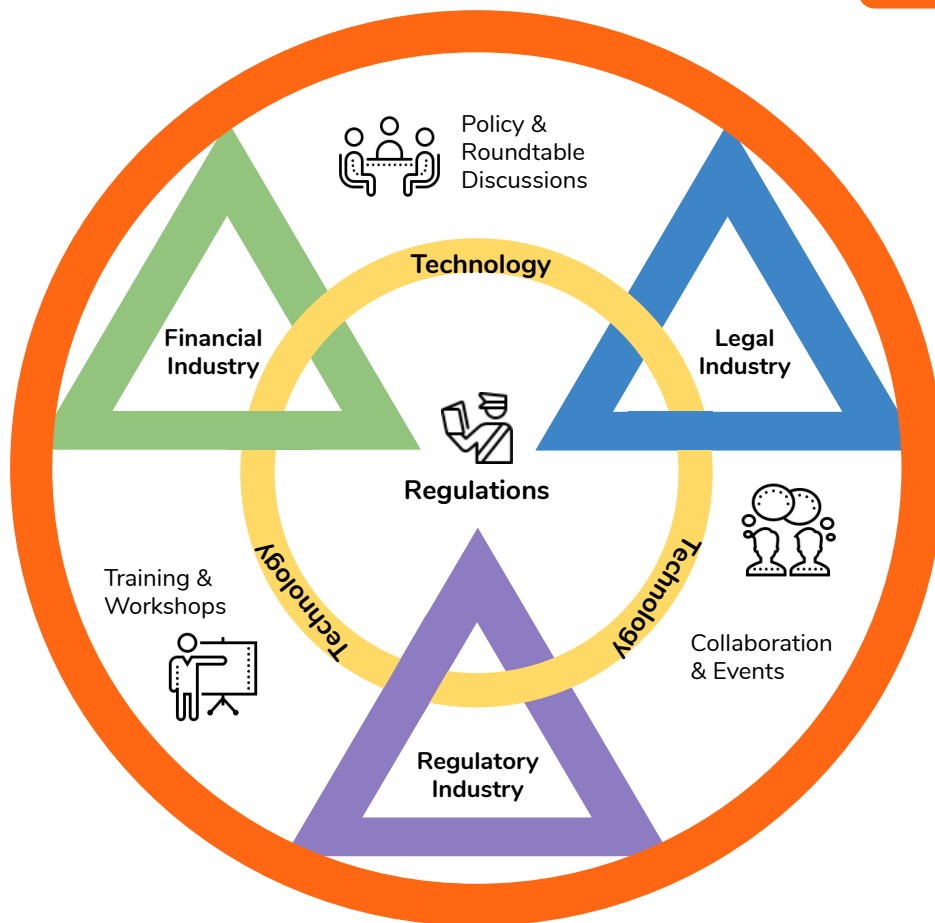 Policy &
Roundtable
Discussions
Technology
Financial
Industry
Legal
Industry
Regulations
Technology
Technology
Training &
Workshops
Collaboration
& Events
Regulatory
Industry